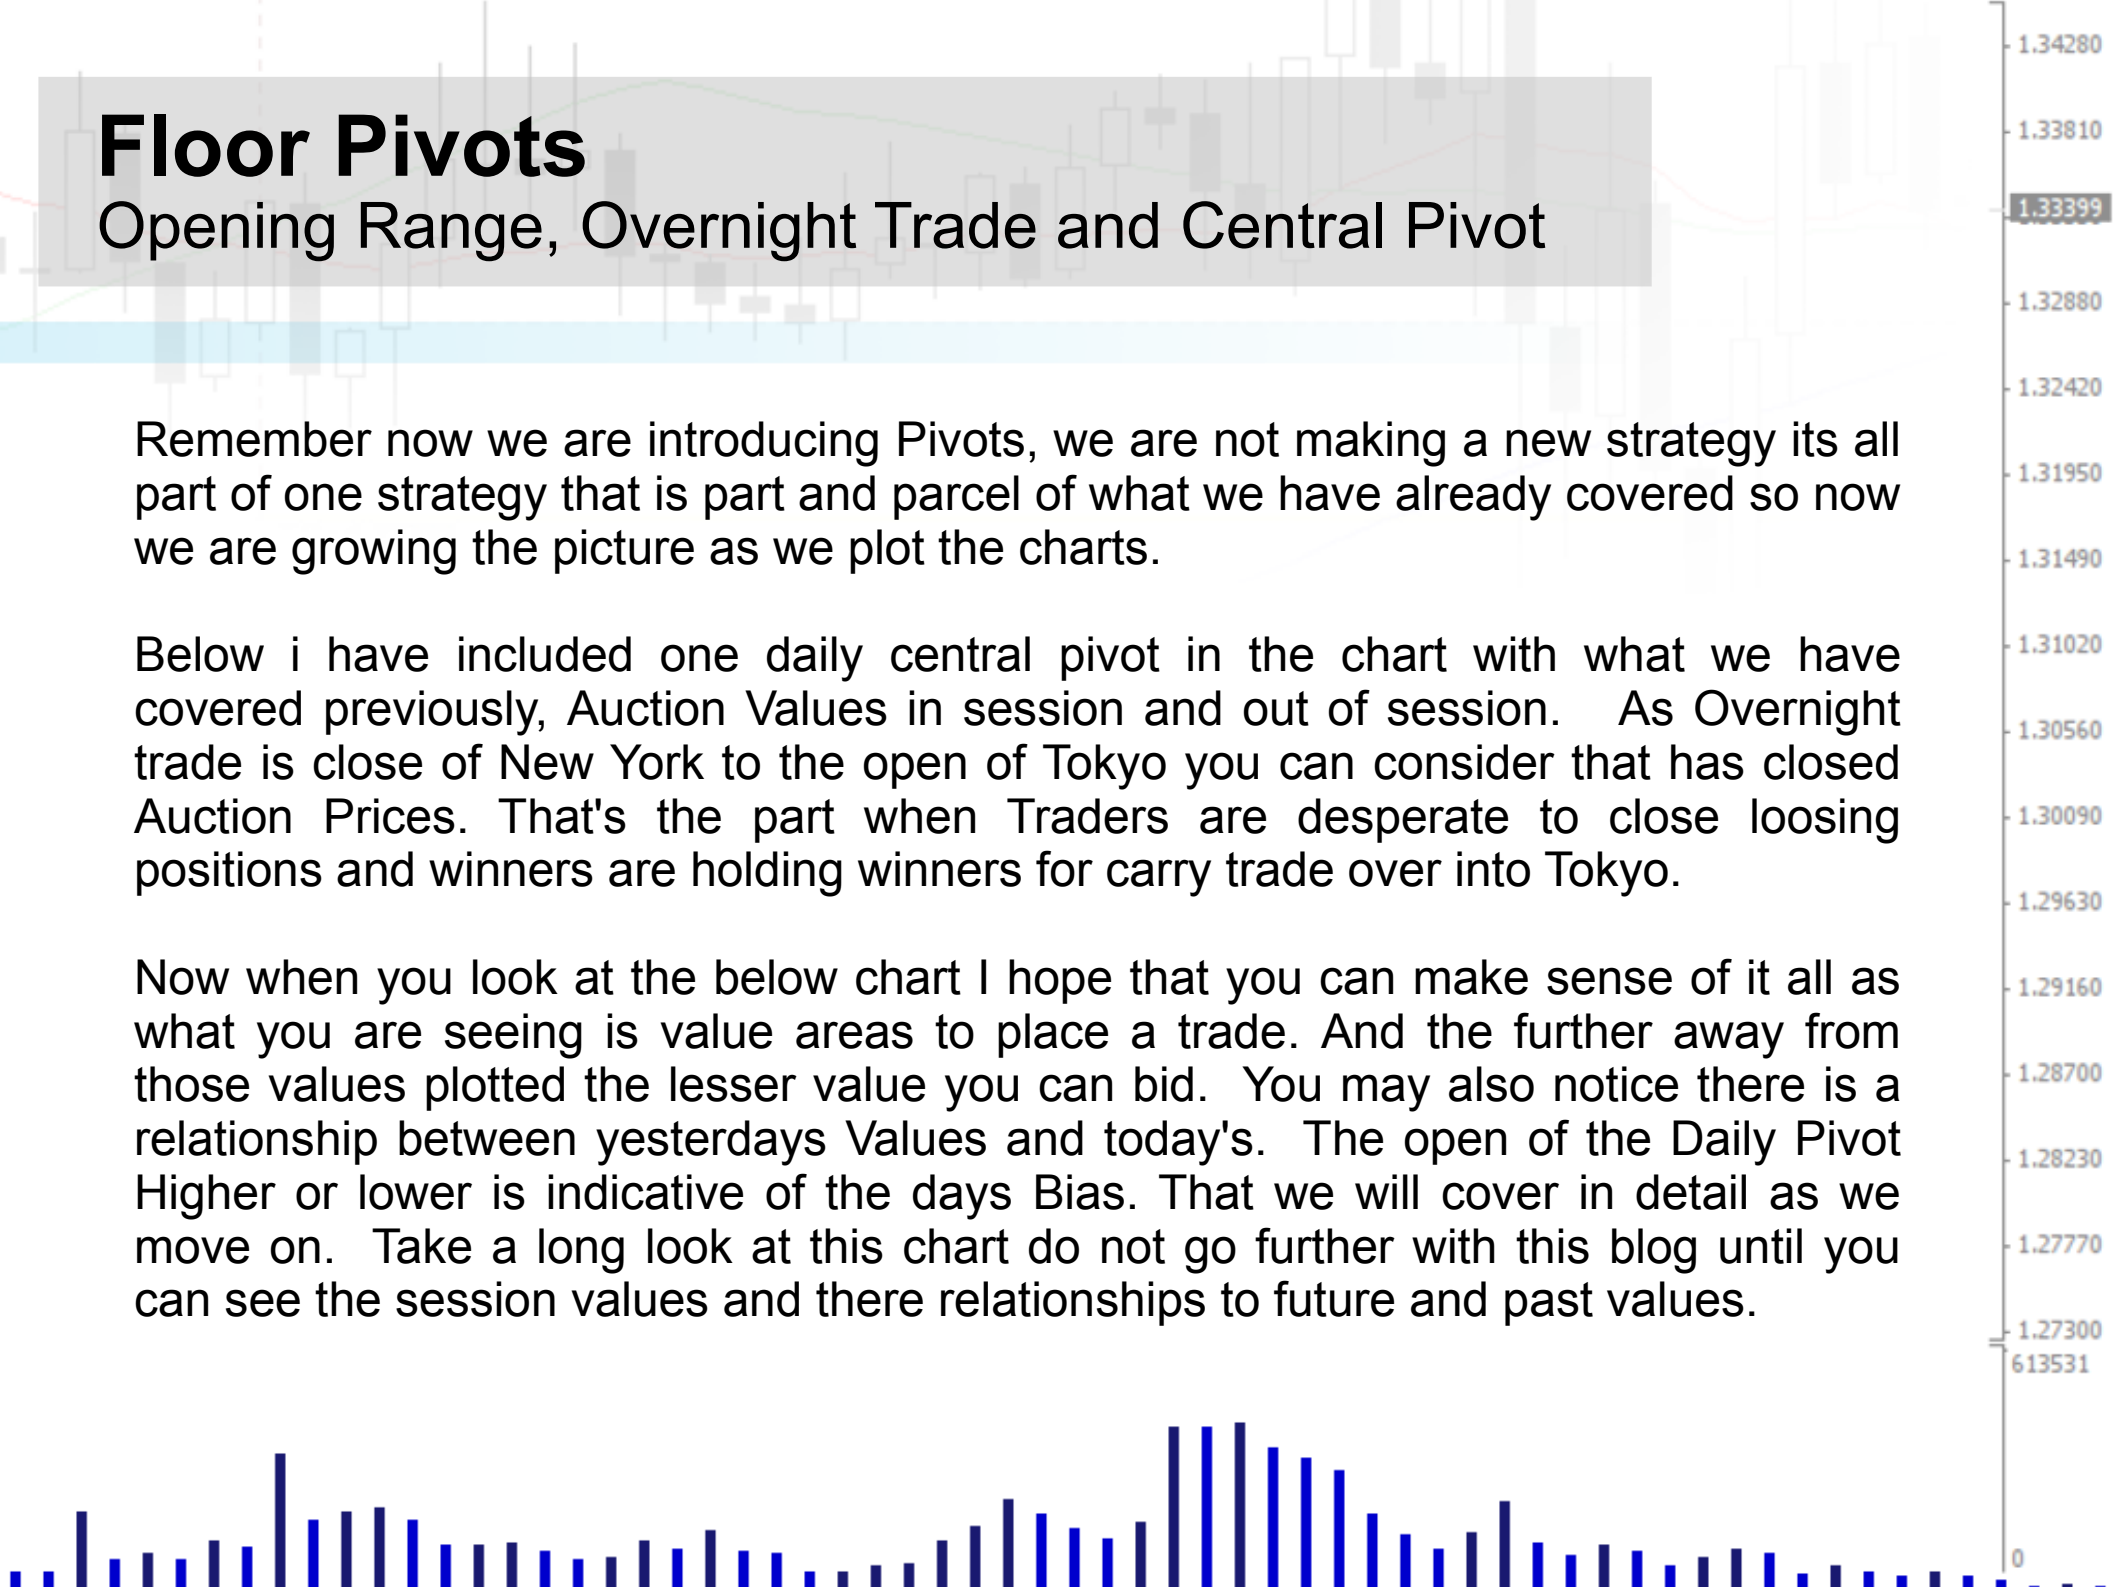 Floor Pivots
Opening Range, Overnight Trade and Central Pivot
Remember now we are introducing Pivots, we are not making a new strategy its all
part of one strategy that is part and parcel of what we have already covered so now
we are growing the picture as we plot the charts.
Below i have included one daily central pivot in the chart with what we have
covered previously, Auction Values in session and out of session. As Overnight
trade is close of New York to the open of Tokyo you can consider that has closed
Auction Prices. That's the part when Traders are desperate to close loosing
positions and winners are holding winners for carry trade over into Tokyo.
Now when you look at the below chart I hope that you can make sense of it all as
what you are seeing is value areas to place a trade. And the further away from
those values plotted the lesser value you can bid. You may also notice there is a
relationship between yesterdays Values and today's. The open of the Daily Pivot
Higher or lower is indicative of the days Bias. That we will cover in detail as we
move on. Take a long look at this chart do not go further with this blog until you
can see the session values and there relationships to future and past values.
1.34280
1.33810
1.33399
1.32880
1.32420
1.31950
1.31490
1.31020
1.30560
1.30090
1.29630
1.29160
1.28700
1.28230
1.27770
1.27300
613531
0